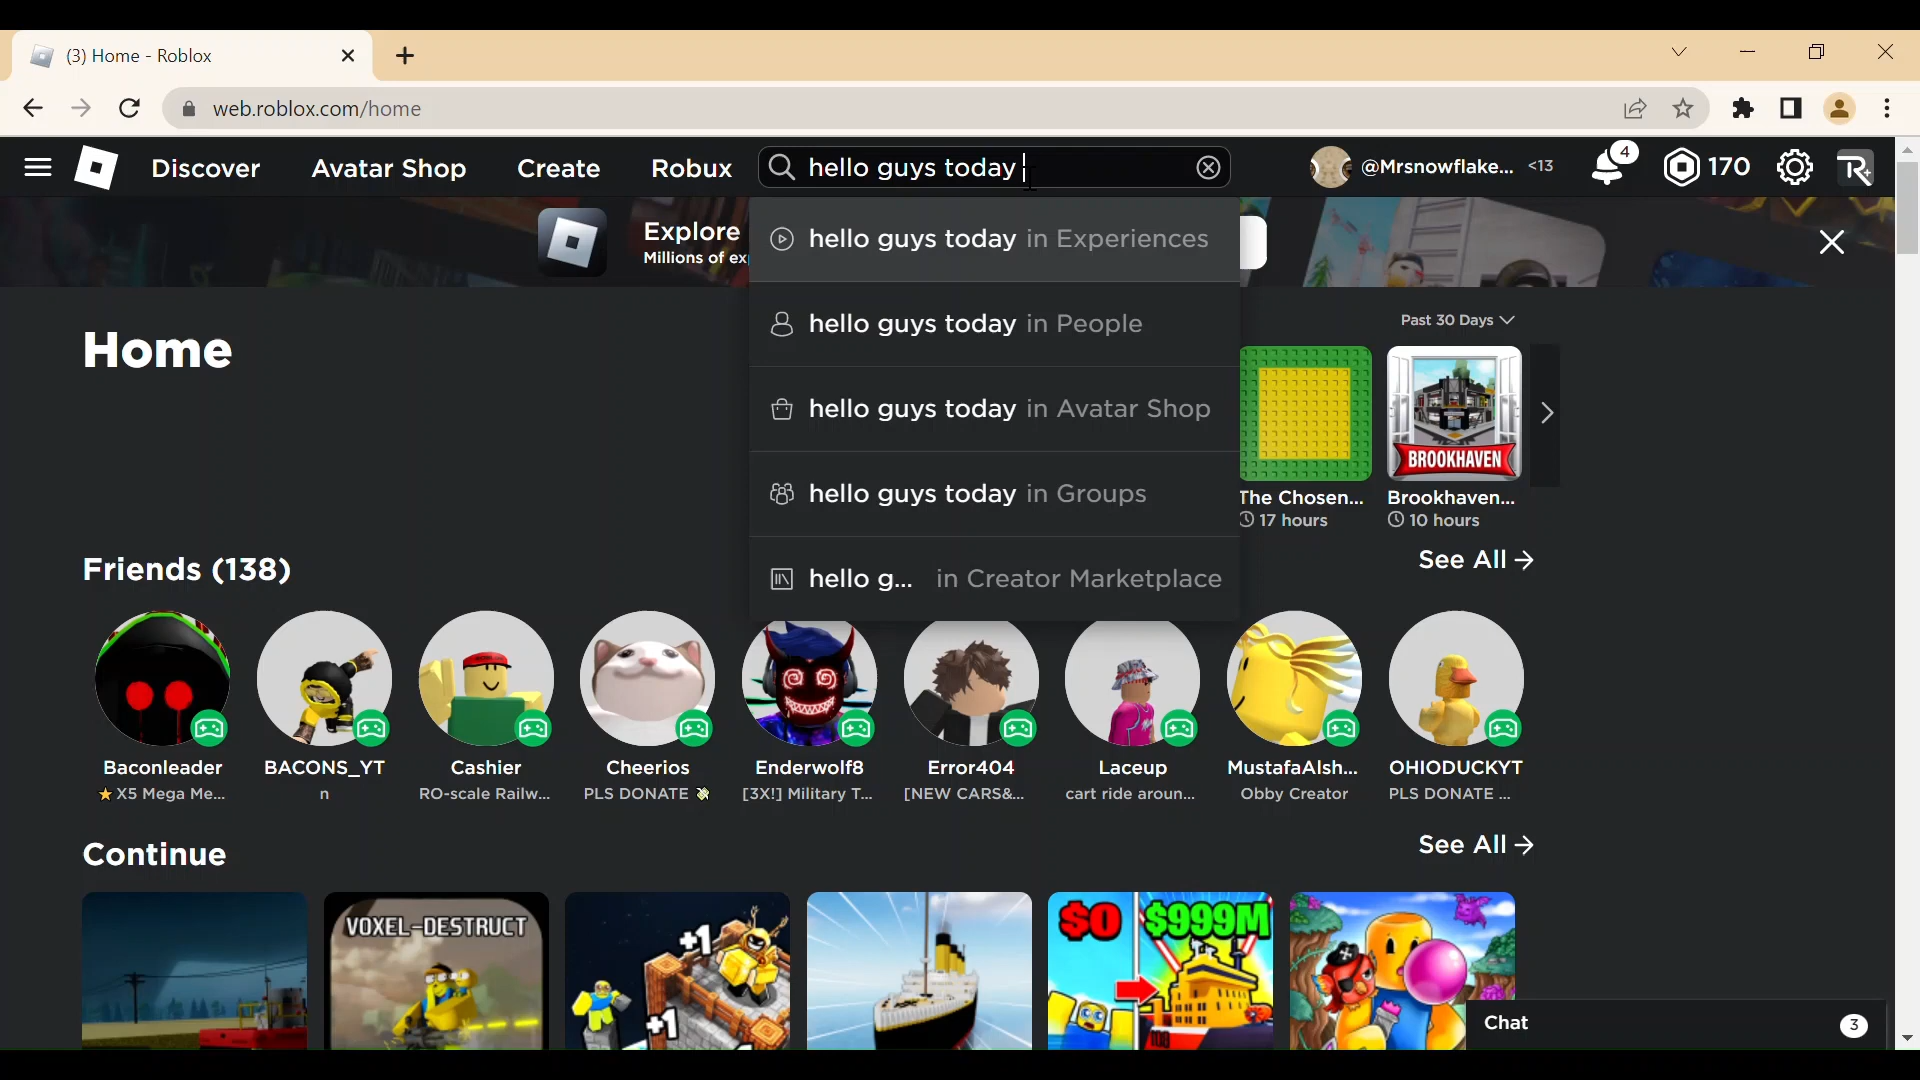 (3) Home - Roblox
web.roblox.com/home
Discover
Avatar Shop
Create
Robux
hello guys today
@Mrsnowflake...
<13
4
170
Explore
Millions of ex
hello guys today in Experiences
hello guys today in People
hello guys today in Avatar Shop
hello guys today in Groups
hello g... in Creator Marketplace
Home
Past 30 Days
BROOKHAVEN
The Chosen...
17 hours
Brookhaven...
10 hours
Friends (138)
See All →
Baconleader
X5 Mega Me...
BACONS_YT
n
Cashier
RO-scale Railw...
Cheerios
PLS DONATE
Enderwolf8
[3X!] Military T...
Error404
[NEW CARS&...
Laceup
cart ride aroun...
MustafaAlsh...
Obby Creator
OHIODUCKYT
PLS DONATE ...
Continue
See All →
VOXEL-DESTRUCT
+1
+1
$0 $999M
Chat
3